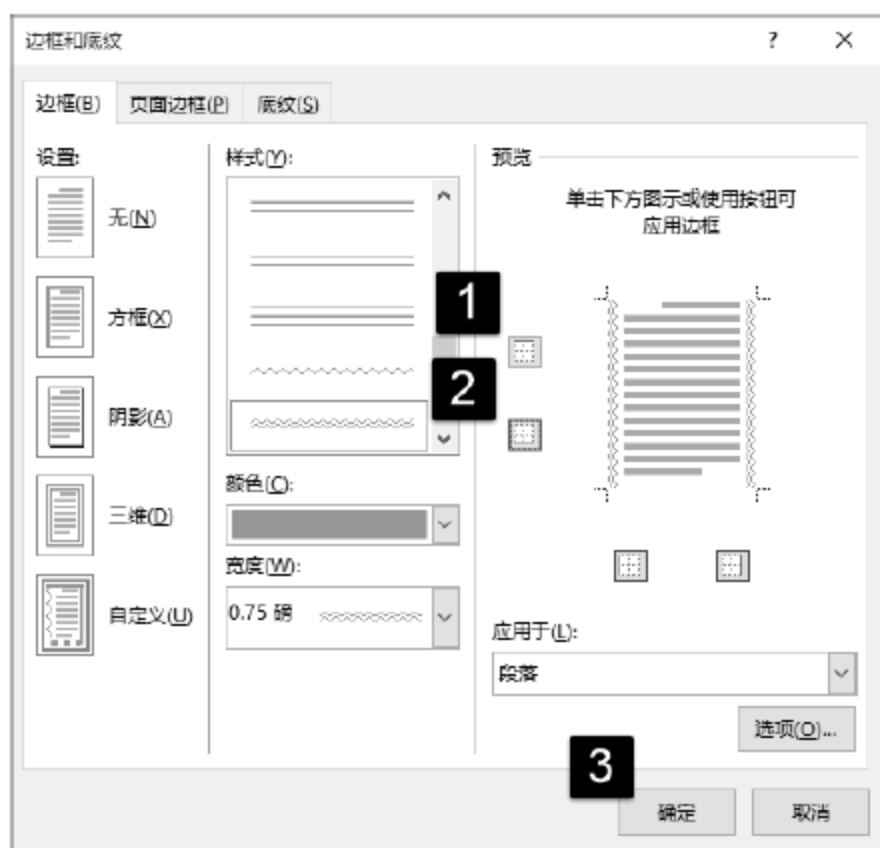 边框和底纹 ? ×
边框(B) 页面边框(P) 底纹(S)
设置:
无(N)
方框(X)
阴影(A)
三维(D)
自定义(U)
样式(Y):
颜色(C):
宽度(W):
0.75 磅
预览
单击下方图示或使用按钮可
应用边框
1
2
应用于(L):
段落
选项(O)...
3
确定 取消